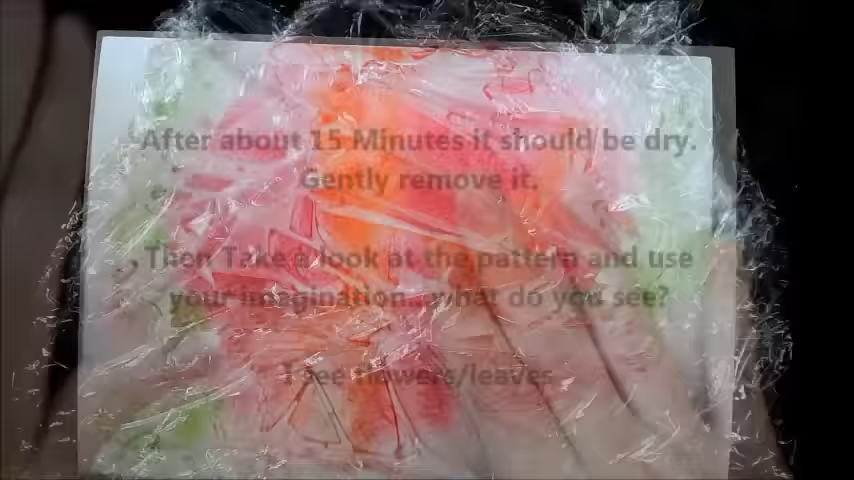 After about 15 Minutes it should be dry.
Gently remove it.
Then Take a look at the pattern and use
your imagination. what do you see?
I see flowers/leaves